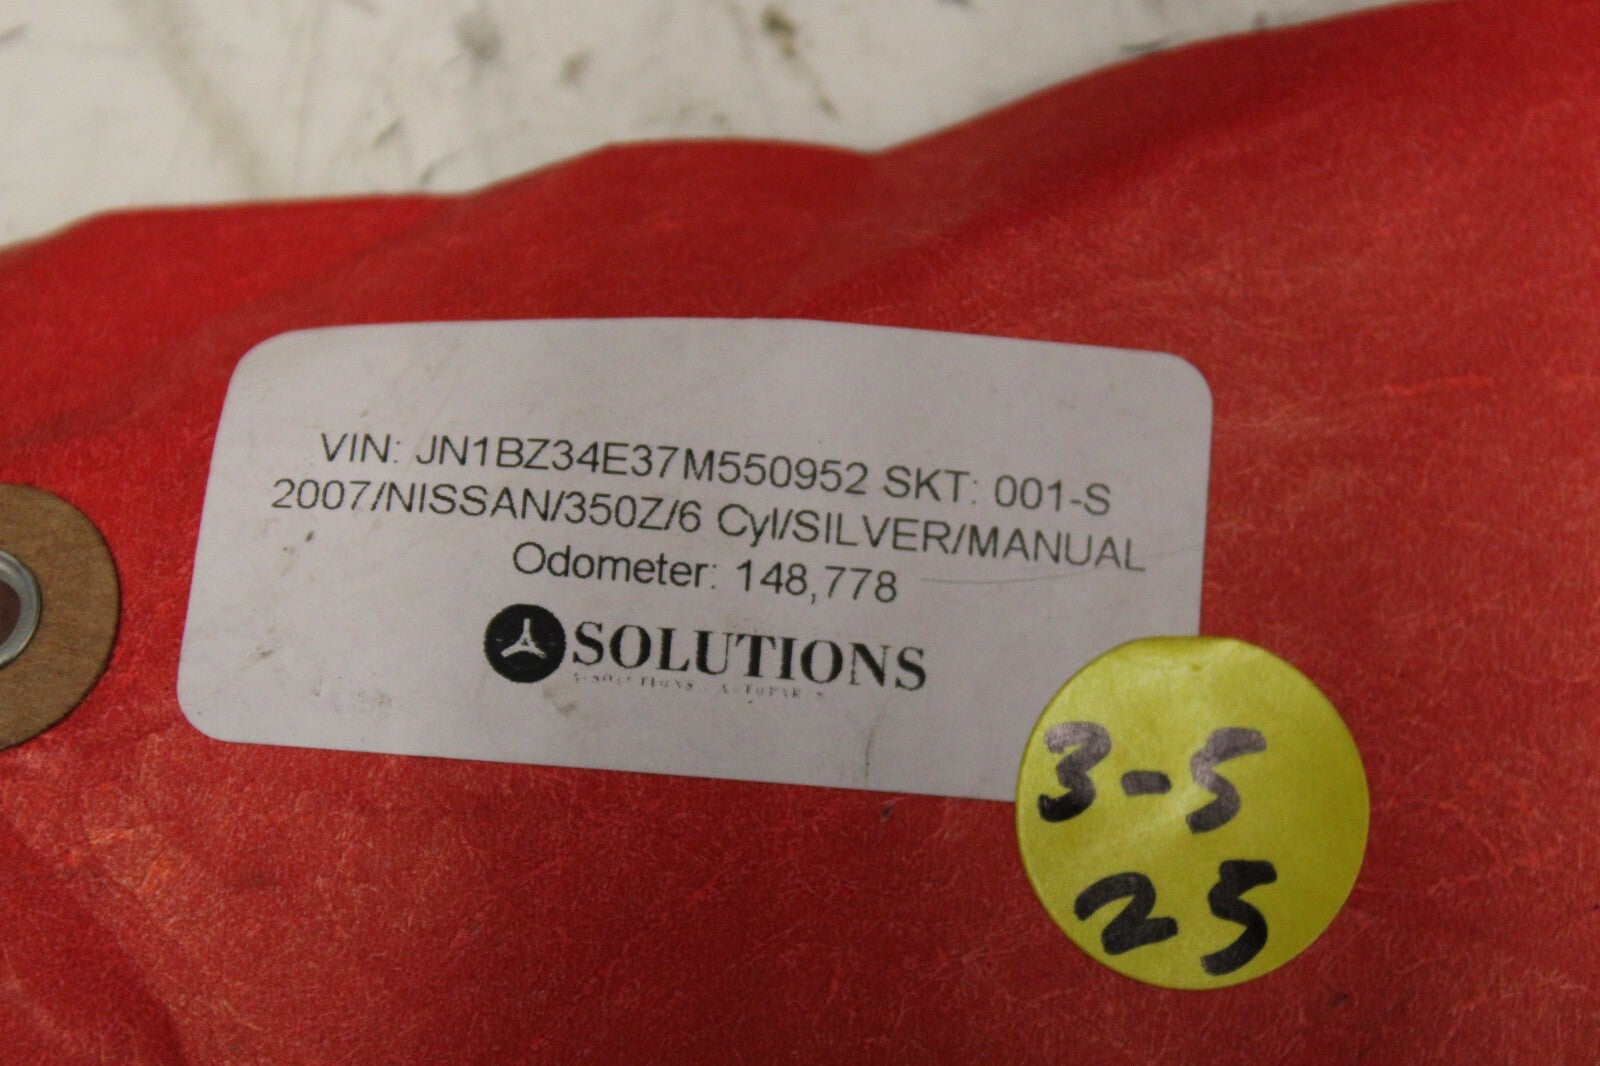 VIN: JN1BZ34E37M550952 SKT: 001-S
2007/NISSAN/350Z/6 Cyl/SILVER/MANUAL
Odometer: 148,778
SOLUTIONS
3-5
25